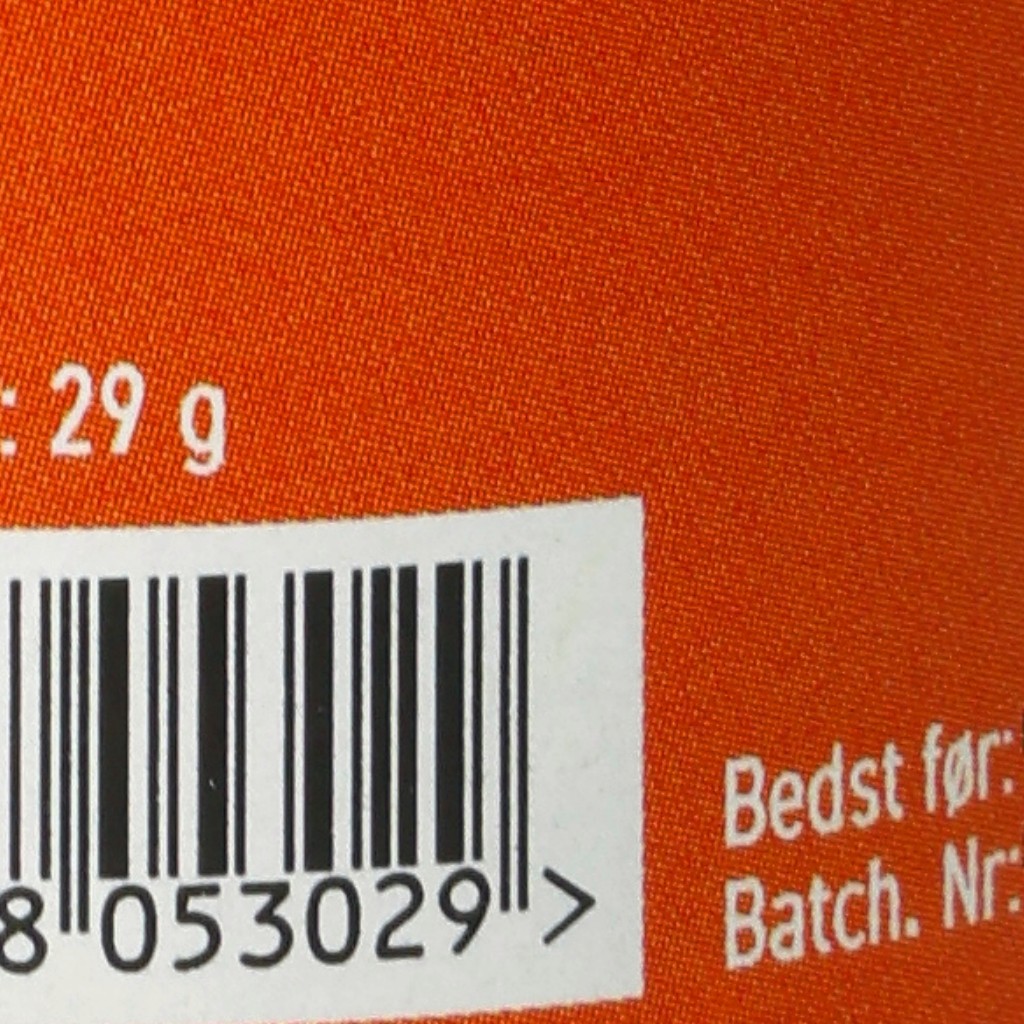 : 29 g
8 053029 >
Bedst før:
Batch. Nr: